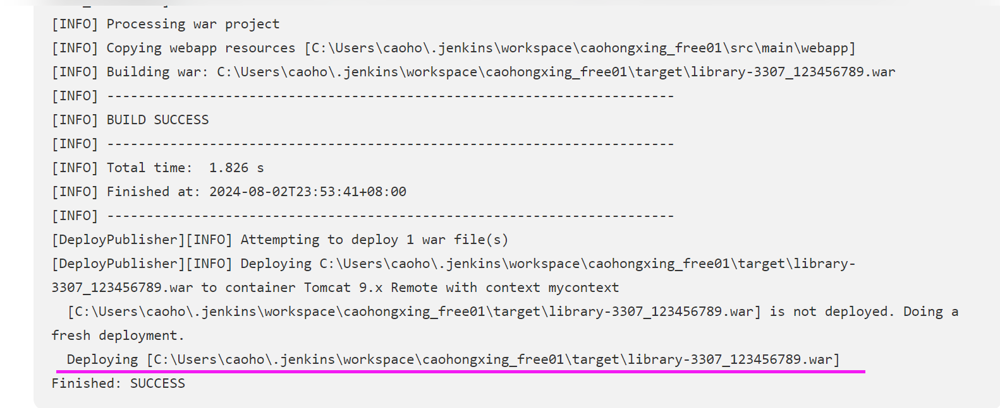 [INFO] Processing war project
[INFO] Copying webapp resources [C:\Users\caoho\.jenkins\workspace\caohongxing_free01\src\main\webapp]
[INFO] Building war: C:\Users\caoho\.jenkins\workspace\caohongxing_free01\target\library-3307_123456789.war
[INFO] ------------------------------------------------------------------------
[INFO] BUILD SUCCESS
[INFO] ------------------------------------------------------------------------
[INFO] Total time:  1.826 s
[INFO] Finished at: 2024-08-02T23:53:41+08:00
[INFO] ------------------------------------------------------------------------
[DeployPublisher][INFO] Attempting to deploy 1 war file(s)
[DeployPublisher][INFO] Deploying C:\Users\caoho\.jenkins\workspace\caohongxing_free01\target\library-
3307_123456789.war to container Tomcat 9.x Remote with context mycontext
  [C:\Users\caoho\.jenkins\workspace\caohongxing_free01\target\library-3307_123456789.war] is not deployed. Doing a
fresh deployment.
  Deploying [C:\Users\caoho\.jenkins\workspace\caohongxing_free01\target\library-3307_123456789.war]
Finished: SUCCESS